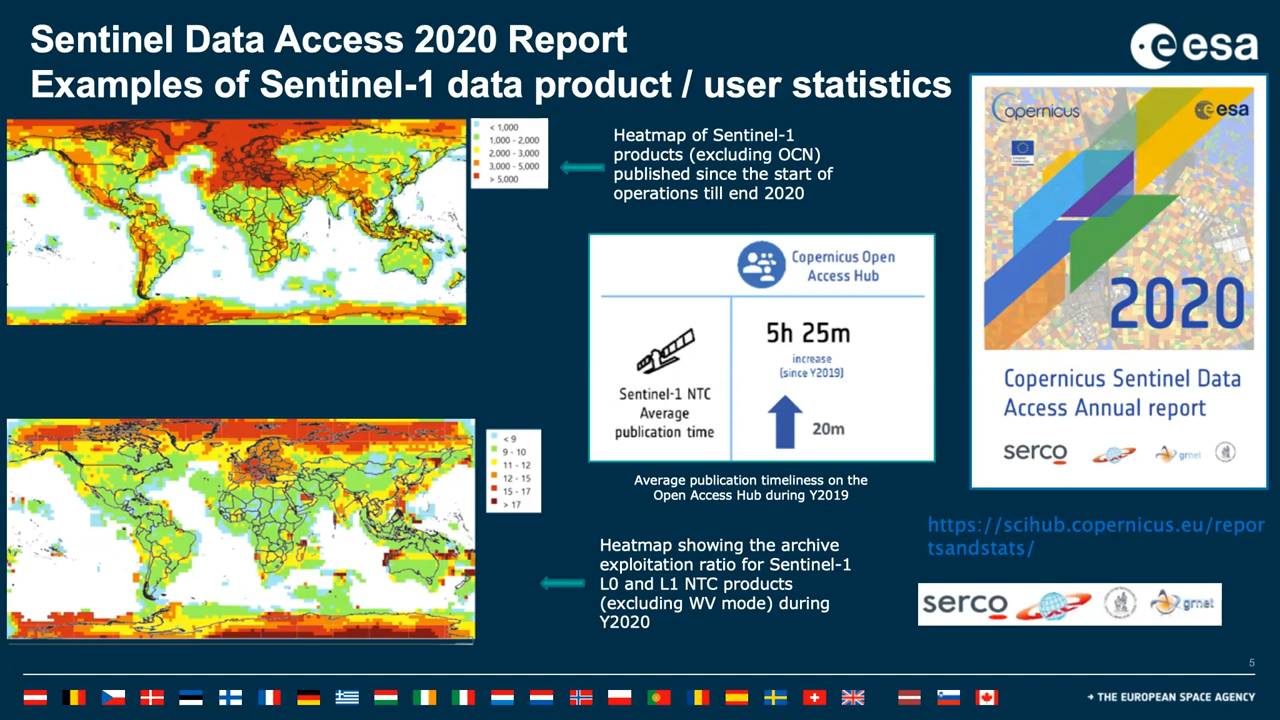 Sentinel Data Access 2020 Report
Examples of Sentinel-1 data product / user statistics
esa
< 1,000
1,000 - 2,000
2,000 - 3,000
3,000 - 5,000
> 5,000
Heatmap of Sentinel-1
products (excluding OCN)
published since the start of
operations till end 2020
Copernicus Open
Access Hub
5h 25m
increase
(since Y2019)
20m
Sentinel-1 NTC
Average
publication time
Average publication timeliness on the
Open Access Hub during Y2019
< 9
9 - 10
11 - 12
12 - 15
15 - 17
> 17
Heatmap showing the archive
exploitation ratio for Sentinel-1
L0 and L1 NTC products
(excluding WV mode) during
Y2020
Copernicus
esa
2020
Copernicus Sentinel Data
Access Annual report
serco
grnet
https://scihub.copernicus.eu/repor
tsandstats/
serco
grnet
5
→ THE EUROPEAN SPACE AGENCY